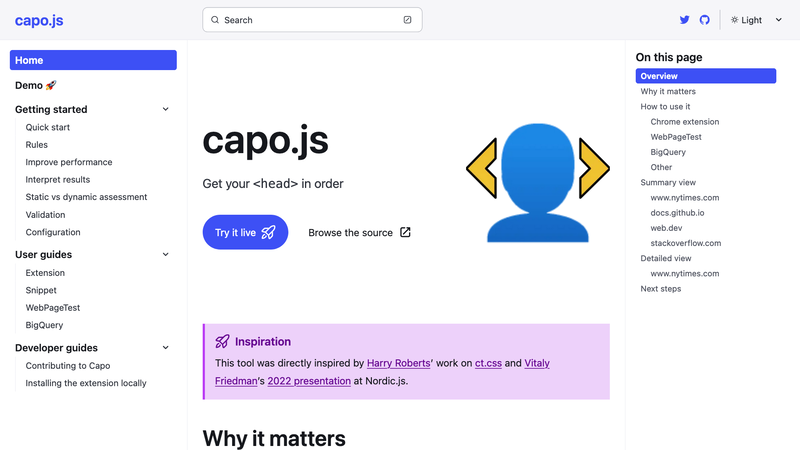 capo.js
Search
Light
Home
Demo 🚀
Getting started
Quick start
Rules
Improve performance
Interpret results
Static vs dynamic assessment
Validation
Configuration
User guides
Extension
Snippet
WebPageTest
BigQuery
Developer guides
Contributing to Capo
Installing the extension locally
capo.js
Get your <head> in order
Try it live
Browse the source
Inspiration
This tool was directly inspired by Harry Roberts’ work on ct.css and Vitaly
Friedman’s 2022 presentation at Nordic.js.
Why it matters
On this page
Overview
Why it matters
How to use it
Chrome extension
WebPageTest
BigQuery
Other
Summary view
www.nytimes.com
docs.github.io
web.dev
stackoverflow.com
Detailed view
www.nytimes.com
Next steps